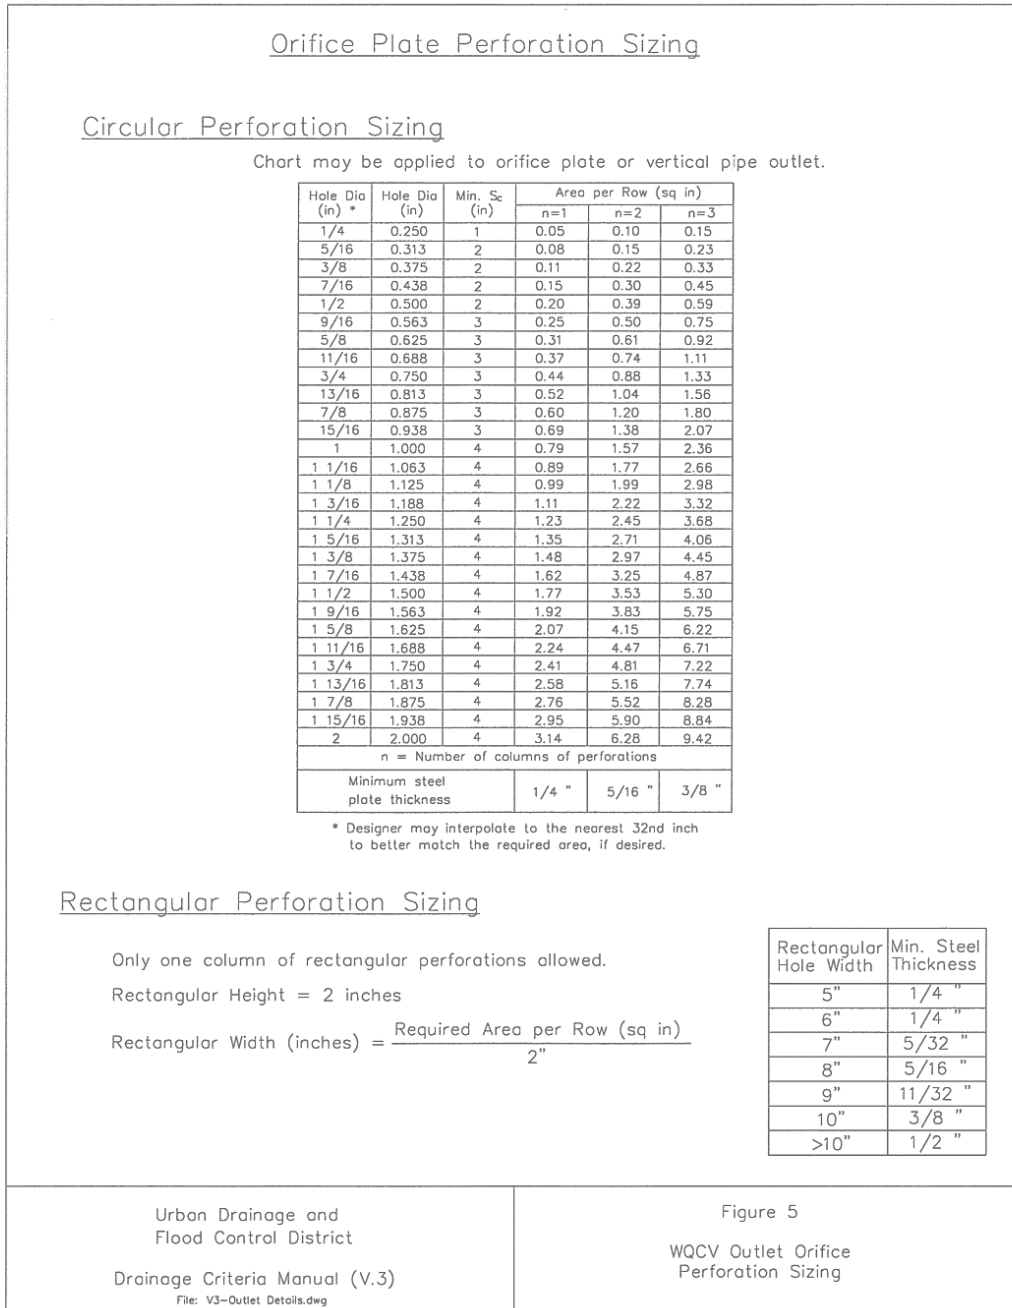 Orifice Plate Perforation Sizing
Circular Perforation Sizing
Chart may be applied to orifice plate or vertical pipe outlet.
Hole Dia (in) * Hole Dia (in) Min. Sc (in) Area per Row (sq in)
n=1 n=2 n=3
1/4 0.250 1 0.05 0.10 0.15
5/16 0.313 2 0.08 0.15 0.23
3/8 0.375 2 0.11 0.22 0.33
7/16 0.438 2 0.15 0.30 0.45
1/2 0.500 2 0.20 0.39 0.59
9/16 0.563 3 0.25 0.50 0.75
5/8 0.625 3 0.31 0.61 0.92
11/16 0.688 3 0.37 0.74 1.11
3/4 0.750 3 0.44 0.88 1.33
13/16 0.813 3 0.52 1.04 1.56
7/8 0.875 3 0.60 1.20 1.80
15/16 0.938 3 0.69 1.38 2.07
1 1.000 4 0.79 1.57 2.36
1 1/16 1.063 4 0.89 1.77 2.66
1 1/8 1.125 4 0.99 1.99 2.98
1 3/16 1.188 4 1.11 2.22 3.32
1 1/4 1.250 4 1.23 2.45 3.68
1 5/16 1.313 4 1.35 2.71 4.06
1 3/8 1.375 4 1.48 2.97 4.45
1 7/16 1.438 4 1.62 3.25 4.87
1 1/2 1.500 4 1.77 3.53 5.30
1 9/16 1.563 4 1.92 3.83 5.75
1 5/8 1.625 4 2.07 4.15 6.22
1 11/16 1.688 4 2.24 4.47 6.71
1 3/4 1.750 4 2.41 4.81 7.22
1 13/16 1.813 4 2.58 5.16 7.74
1 7/8 1.875 4 2.76 5.52 8.28
1 15/16 1.938 4 2.95 5.90 8.84
2 2.000 4 3.14 6.28 9.42
n = Number of columns of perforations
Minimum steel
plate thickness 1/4 " 5/16 " 3/8 "
* Designer may interpolate to the nearest 32nd inch
to better match the required area, if desired.
Rectangular Perforation Sizing
Only one column of rectangular perforations allowed.
Rectangular Height = 2 inches
Rectangular Width (inches) = Required Area per Row (sq in)
2"
Rectangular Hole Width Min. Steel Thickness
5" 1/4 "
6" 1/4 "
7" 5/32 "
8" 5/16 "
9" 11/32 "
10" 3/8 "
>10" 1/2 "
Urban Drainage and
Flood Control District
Drainage Criteria Manual (V.3)
File: V3-Outlet Details.dwg
Figure 5
WQCV Outlet Orifice
Perforation Sizing